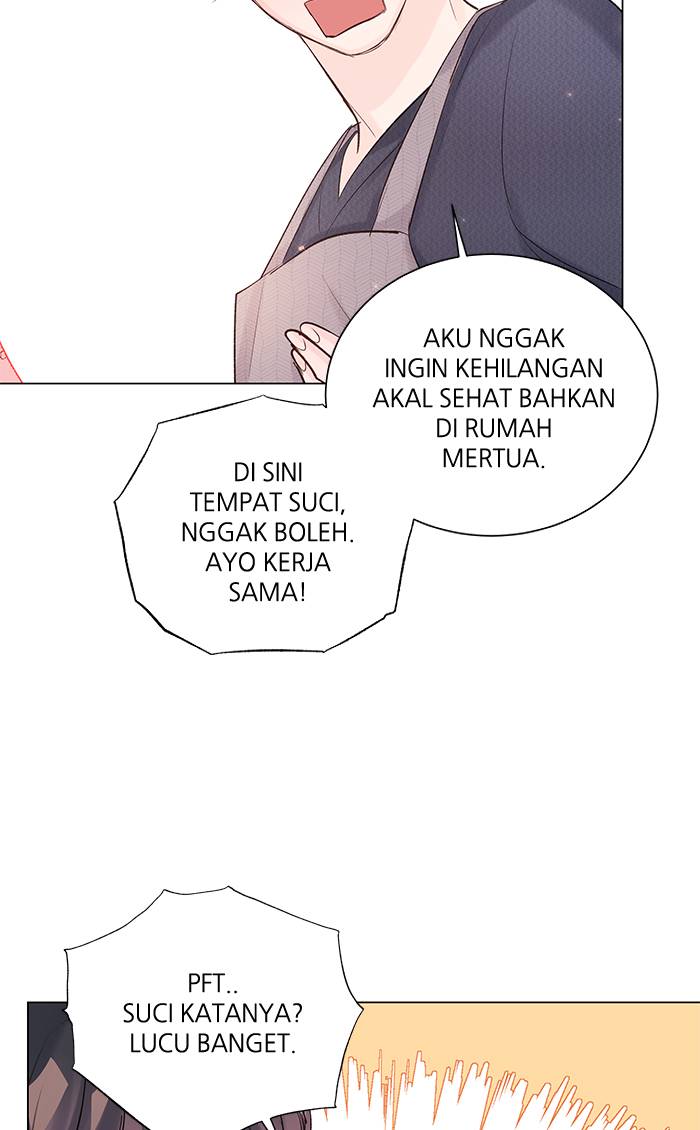 AKU NGGAK
INGIN KEHILANGAN
AKAL SEHAT BAHKAN
DI RUMAH
MERTUA.
DI SINI
TEMPAT SUCI,
NGGAK BOLEH.
AYO KERJA
SAMA!
PFT..
SUCI KATANYA?
LUCU BANGET.